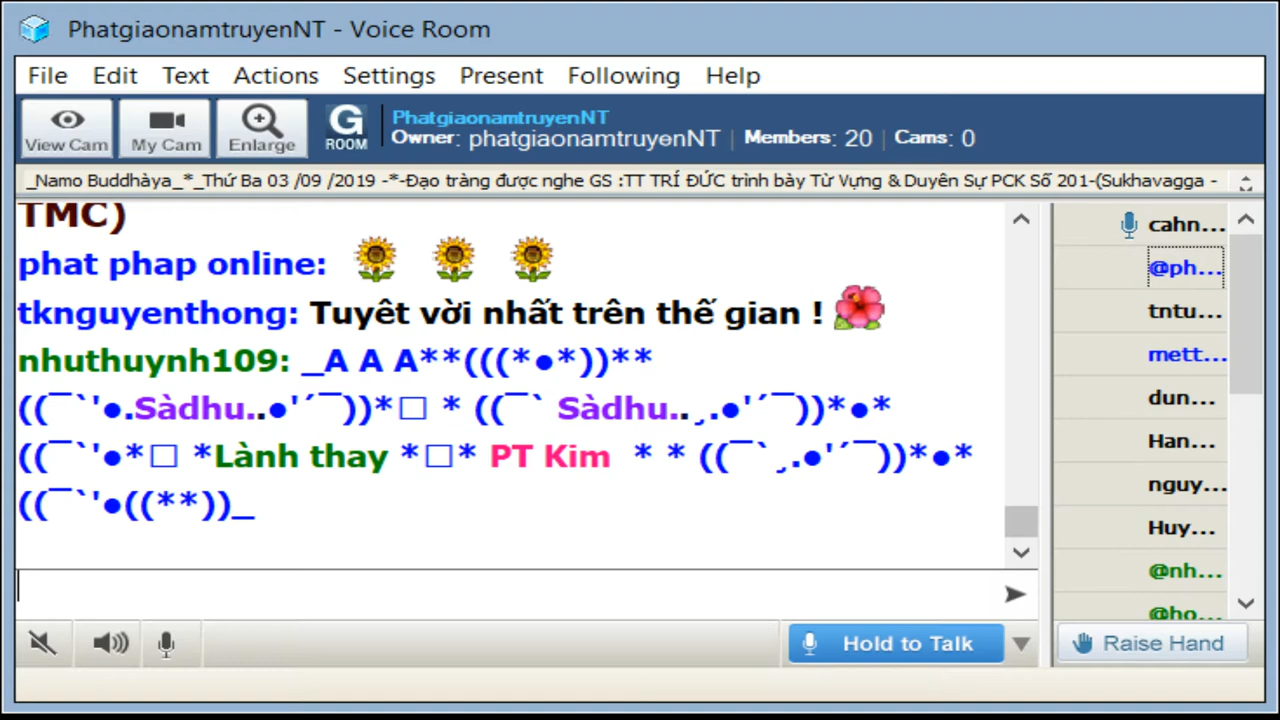 PhatgiaonamtruyenNT - Voice Room
File Edit Text Actions Settings Present Following Help
View Cam My Cam Enlarge G ROOM
PhatgiaonamtruyenNT
Owner: phatgiaonamtruyenNT | Members: 20 | Cams: 0
_Namo Buddhàya_*_Thứ Ba 03 /09 /2019 -*-Đạo tràng được nghe GS :TT TRÍ ĐỨC trình bày Từ Vựng & Duyên Sự PCK Số 201-(Sukhavagga -
TMC)
phat phap online:
tknguyenthong: Tuyêt vời nhất trên thế gian !
nhuthuynh109: _A A A**(((*●*))**
((¯`'●.Sàdhu..●'´¯))*□ * ((¯` Sàdhu..¸.●'´¯))*●*
((¯`'●*□ *Lành thay *□* PT Kim * * ((¯`¸.●'´¯))*●*
((¯`'●((**))_
cahn...
@ph...
tntu...
mett...
dun...
Han...
nguy...
Huy...
@nh...
@ho...
Hold to Talk
Raise Hand